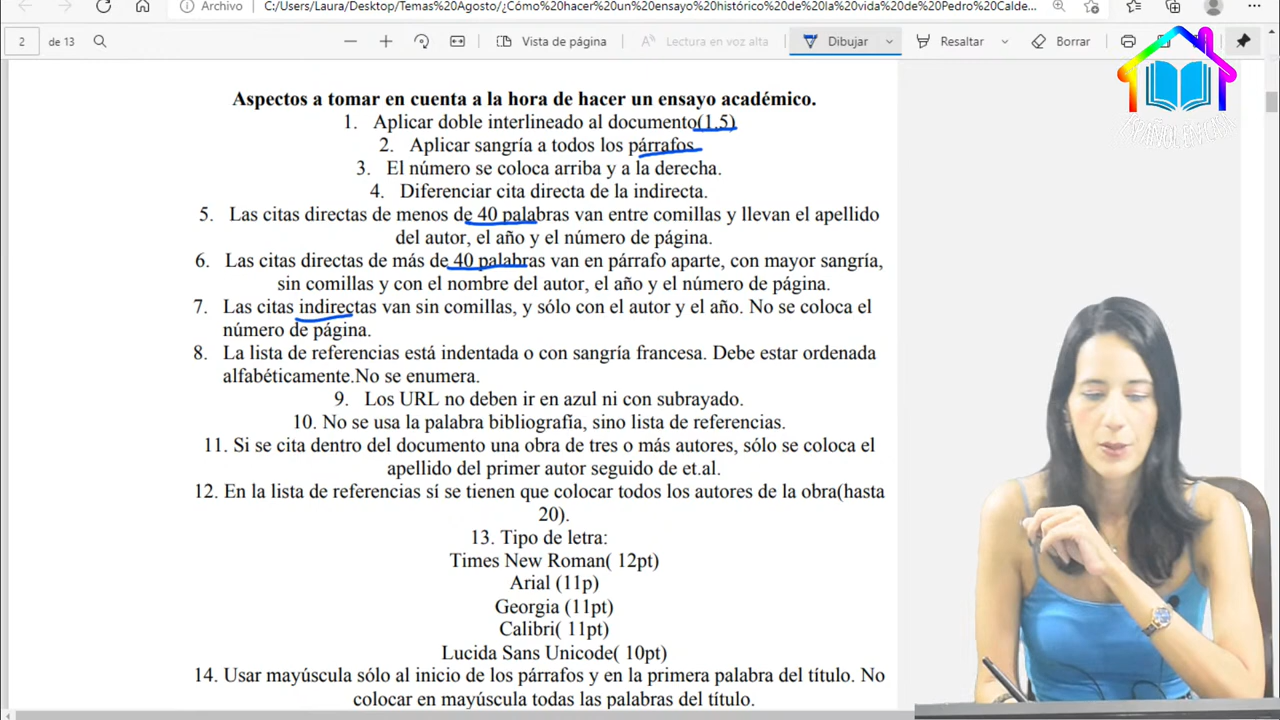 Archivo
C:/Users/Laura/Desktop/Temas%20Agosto/¿Cómo%20hacer%20un%20ensayo%20histórico%20de%20la%20vida%20de%20Pedro%20Calde...
2 de 13
Vista de página
Lectura en voz alta
Dibujar
Resaltar
Borrar
Aspectos a tomar en cuenta a la hora de hacer un ensayo académico.
1. Aplicar doble interlineado al documento(1,5)
2. Aplicar sangría a todos los párrafos.
3. El número se coloca arriba y a la derecha.
4. Diferenciar cita directa de la indirecta.
5. Las citas directas de menos de 40 palabras van entre comillas y llevan el apellido
del autor, el año y el número de página.
6. Las citas directas de más de 40 palabras van en párrafo aparte, con mayor sangría,
sin comillas y con el nombre del autor, el año y el número de página.
7. Las citas indirectas van sin comillas, y sólo con el autor y el año. No se coloca el
número de página.
8. La lista de referencias está indentada o con sangría francesa. Debe estar ordenada
alfabéticamente.No se enumera.
9. Los URL no deben ir en azul ni con subrayado.
10. No se usa la palabra bibliografía, sino lista de referencias.
11. Si se cita dentro del documento una obra de tres o más autores, sólo se coloca el
apellido del primer autor seguido de et.al.
12. En la lista de referencias sí se tienen que colocar todos los autores de la obra(hasta
20).
13. Tipo de letra:
Times New Roman( 12pt)
Arial (11p)
Georgia (11pt)
Calibri( 11pt)
Lucida Sans Unicode( 10pt)
14. Usar mayúscula sólo al inicio de los párrafos y en la primera palabra del título. No
colocar en mayúscula todas las palabras del título.